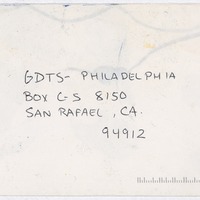 GDTS- PHILADELPHIA
BOX C-S 8150
SAN RAFAEL, CA.
94912